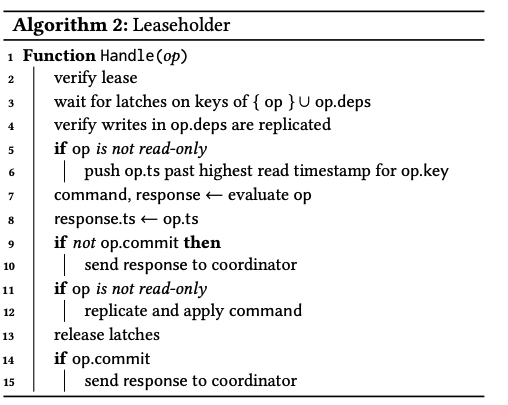 Algorithm 2: Leaseholder
1 Function Handle(op)
2 verify lease
3 wait for latches on keys of { op } ∪ op.deps
4 verify writes in op.deps are replicated
5 if op is not read-only
6 push op.ts past highest read timestamp for op.key
7 command, response ← evaluate op
8 response.ts ← op.ts
9 if not op.commit then
10 send response to coordinator
11 if op is not read-only
12 replicate and apply command
13 release latches
14 if op.commit
15 send response to coordinator